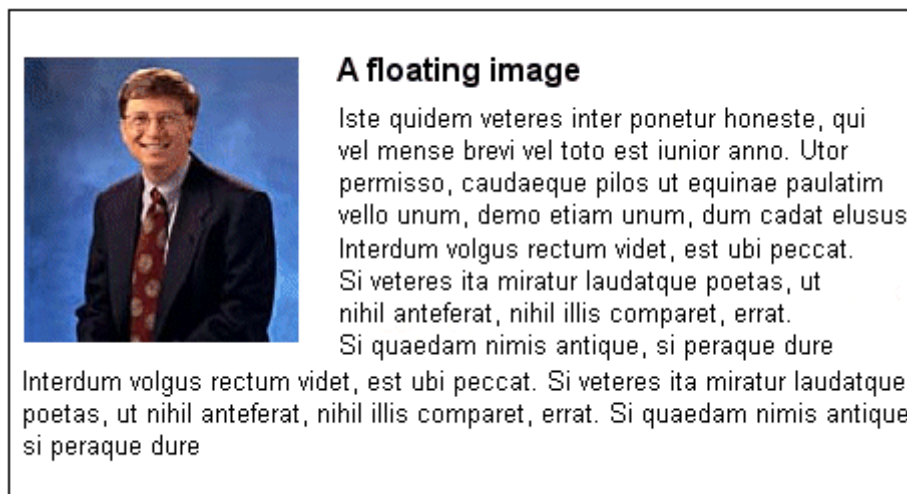 A floating image
Iste quidem veteres inter ponetur honeste, qui
vel mense brevi vel toto est iunior anno. Utor
permisso, caudaeque pilos ut equinae paulatim
vello unum, demo etiam unum, dum cadat elusus
Interdum volgus rectum videt, est ubi peccat.
Si veteres ita miratur laudatque poetas, ut
nihil anteferat, nihil illis comparet, errat.
Si quaedam nimis antique, si peraque dure
Interdum volgus rectum videt, est ubi peccat. Si veteres ita miratur laudatque
poetas, ut nihil anteferat, nihil illis comparet, errat. Si quaedam nimis antique
si peraque dure